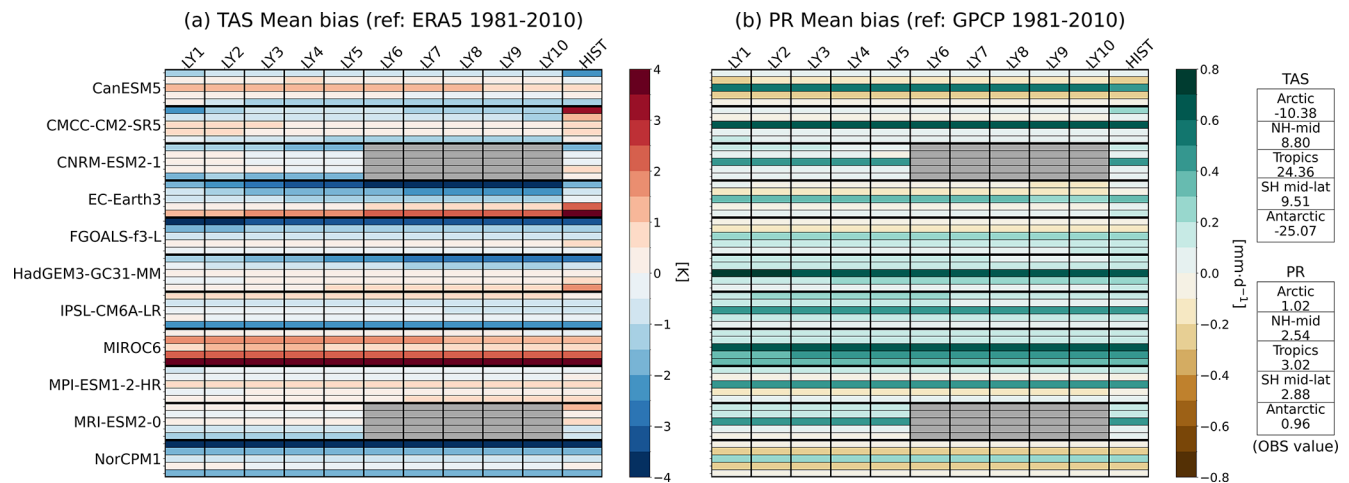 (a) TAS Mean bias (ref: ERA5 1981-2010)
LY1 LY2 LY3 LY4 LY5 LY6 LY7 LY8 LY9 LY10 HIST
CanESM5
CMCC-CM2-SR5
CNRM-ESM2-1
EC-Earth3
FGOALS-f3-L
HadGEM3-GC31-MM
IPSL-CM6A-LR
MIROC6
MPI-ESM1-2-HR
MRI-ESM2-0
NorCPM1
4
3
2
1
0
−1
−2
−3
−4
[K]
(b) PR Mean bias (ref: GPCP 1981-2010)
LY1 LY2 LY3 LY4 LY5 LY6 LY7 LY8 LY9 LY10 HIST
0.8
0.6
0.4
0.2
0.0
−0.2
−0.4
−0.6
−0.8
[mm·d⁻¹]
TAS
Arctic
-10.38
NH-mid
8.80
Tropics
24.36
SH mid-lat
9.51
Antarctic
-25.07
PR
Arctic
1.02
NH-mid
2.54
Tropics
3.02
SH mid-lat
2.88
Antarctic
0.96
(OBS value)